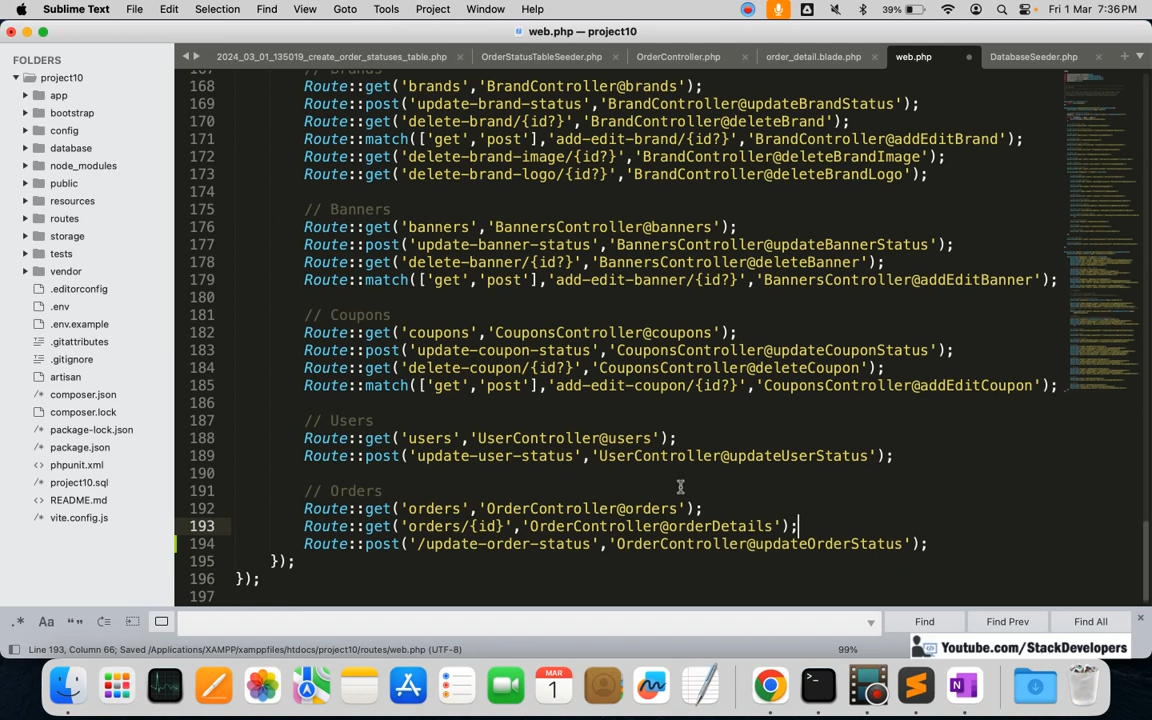 Sublime Text File Edit Selection Find View Goto Tools Project Window Help 39% Fri 1 Mar 7:36PM
web.php — project10
FOLDERS
project10
app
bootstrap
config
database
node_modules
public
resources
routes
storage
tests
vendor
.editorconfig
.env
.env.example
.gitattributes
.gitignore
artisan
composer.json
composer.lock
package-lock.json
package.json
phpunit.xml
project10.sql
README.md
vite.config.js
2024_03_01_135019_create_order_statuses_table.php OrderStatusTableSeeder.php OrderController.php order_detail.blade.php web.php DatabaseSeeder.php
167 // Brands
168 Route::get('brands','BrandController@brands');
169 Route::post('update-brand-status','BrandController@updateBrandStatus');
170 Route::get('delete-brand/{id?}','BrandController@deleteBrand');
171 Route::match(['get','post'],'add-edit-brand/{id?}','BrandController@addEditBrand');
172 Route::get('delete-brand-image/{id?}','BrandController@deleteBrandImage');
173 Route::get('delete-brand-logo/{id?}','BrandController@deleteBrandLogo');
174
175 // Banners
176 Route::get('banners','BannersController@banners');
177 Route::post('update-banner-status','BannersController@updateBannerStatus');
178 Route::get('delete-banner/{id?}','BannersController@deleteBanner');
179 Route::match(['get','post'],'add-edit-banner/{id?}','BannersController@addEditBanner');
180
181 // Coupons
182 Route::get('coupons','CouponsController@coupons');
183 Route::post('update-coupon-status','CouponsController@updateCouponStatus');
184 Route::get('delete-coupon/{id?}','CouponsController@deleteCoupon');
185 Route::match(['get','post'],'add-edit-coupon/{id?}','CouponsController@addEditCoupon');
186
187 // Users
188 Route::get('users','UserController@users');
189 Route::post('update-user-status','UserController@updateUserStatus');
190
191 // Orders
192 Route::get('orders','OrderController@orders');
193 Route::get('orders/{id}','OrderController@orderDetails');
194 Route::post('/update-order-status','OrderController@updateOrderStatus');
195 });
196 });
197
Find Find Prev Find All
Line 193, Column 66; Saved /Applications/XAMPP/xamppfiles/htdocs/project10/routes/web.php (UTF-8) 99%
Youtube.com/StackDevelopers
MAR
1